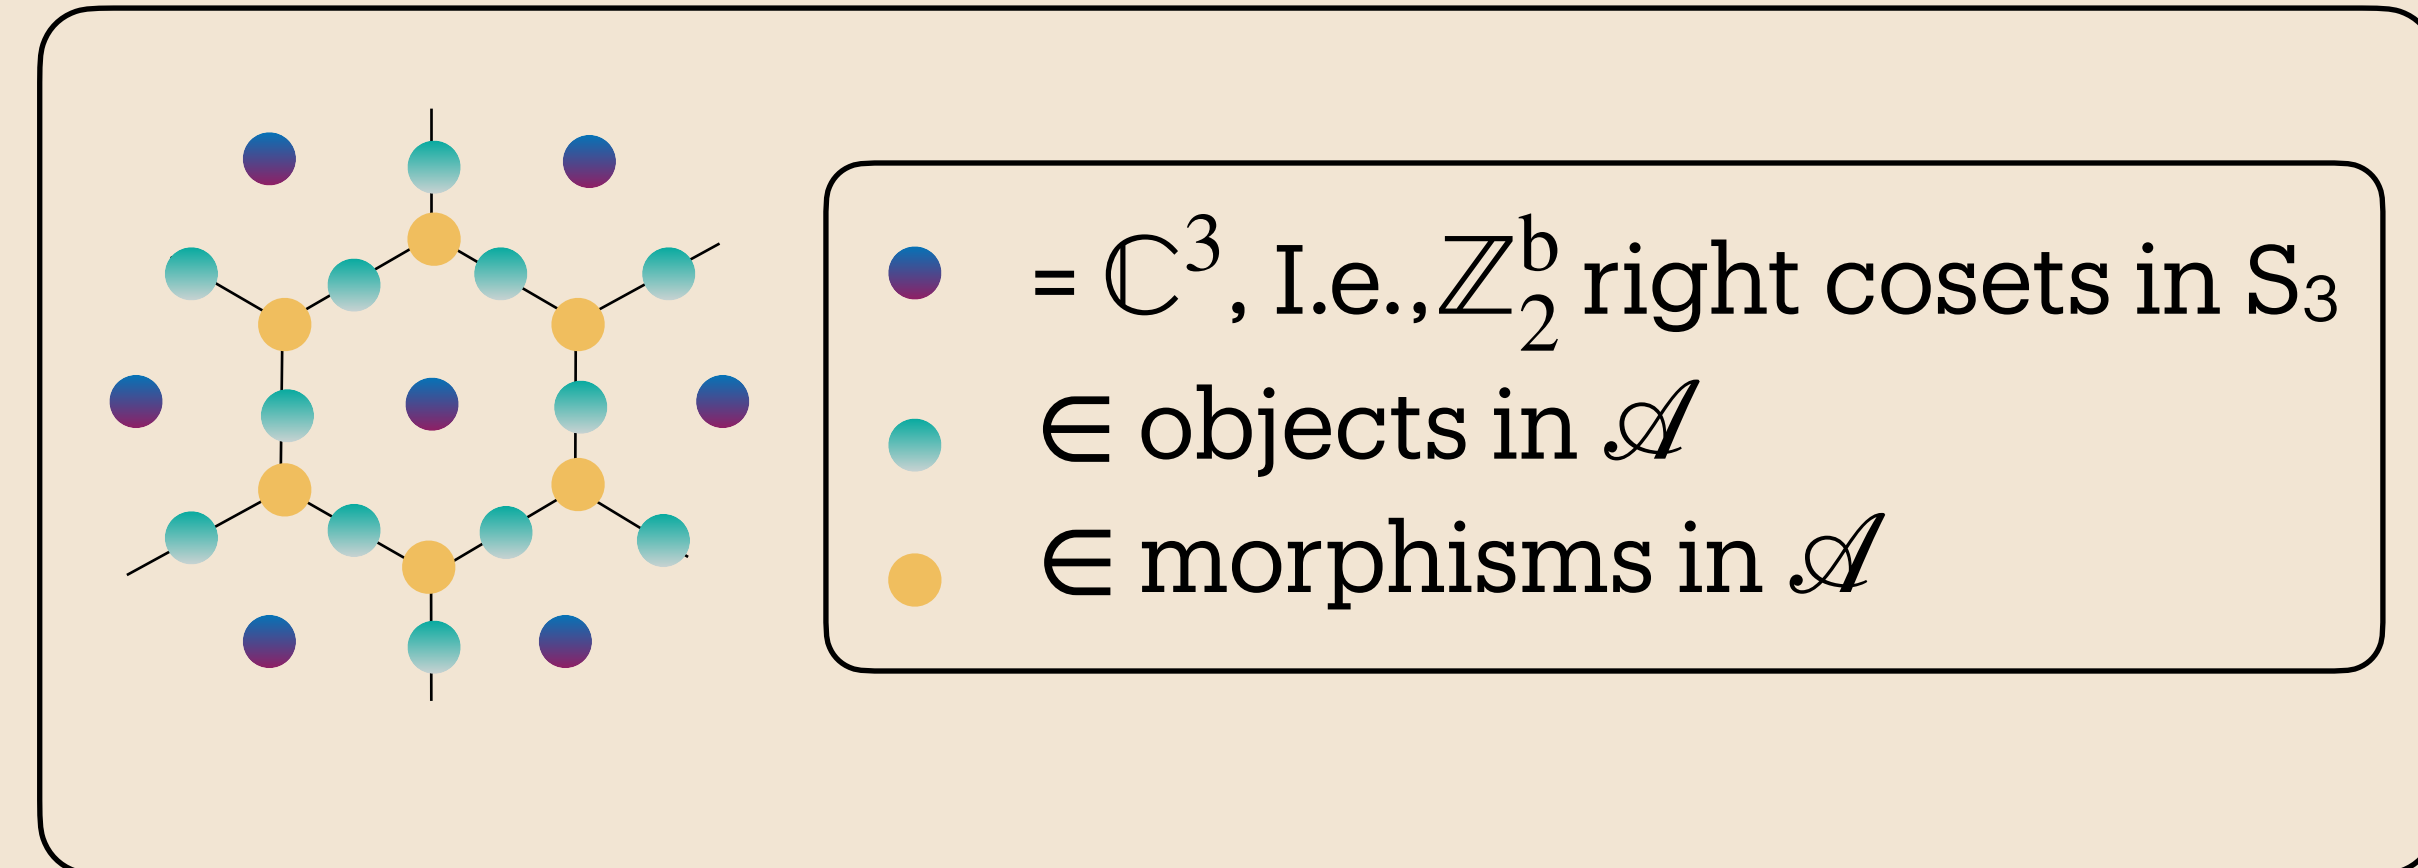 = ℂ³, I.e., ℤ₂ᵇ right cosets in S₃
∈ objects in 𝒜
∈ morphisms in 𝒜